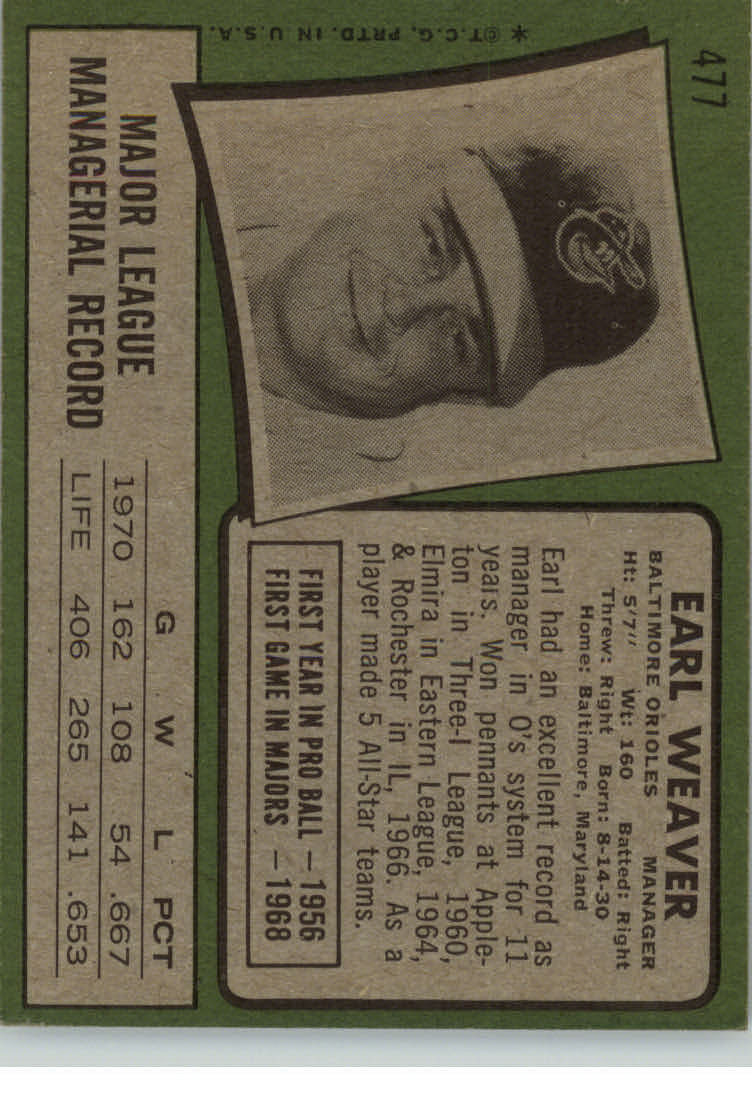 477
*©T.C.G. PRTD. IN U.S.A.
EARL WEAVER
BALTIMORE ORIOLES MANAGER
Ht: 5'7" Wt: 160 Batted: Right
Threw: Right Born: 8-14-30
Home: Baltimore, Maryland
Earl had an excellent record as
manager in O's system for 11
years. Won pennants at Apple-
ton in Three-I League, 1960,
Elmira in Eastern League, 1964,
& Rochester in IL, 1966. As a
player made 5 All-Star teams.
FIRST YEAR IN PRO BALL — 1956
FIRST GAME IN MAJORS — 1968
MAJOR LEAGUE
MANAGERIAL RECORD
G W L PCT
1970 162 108 54 .667
LIFE 406 265 141 .653